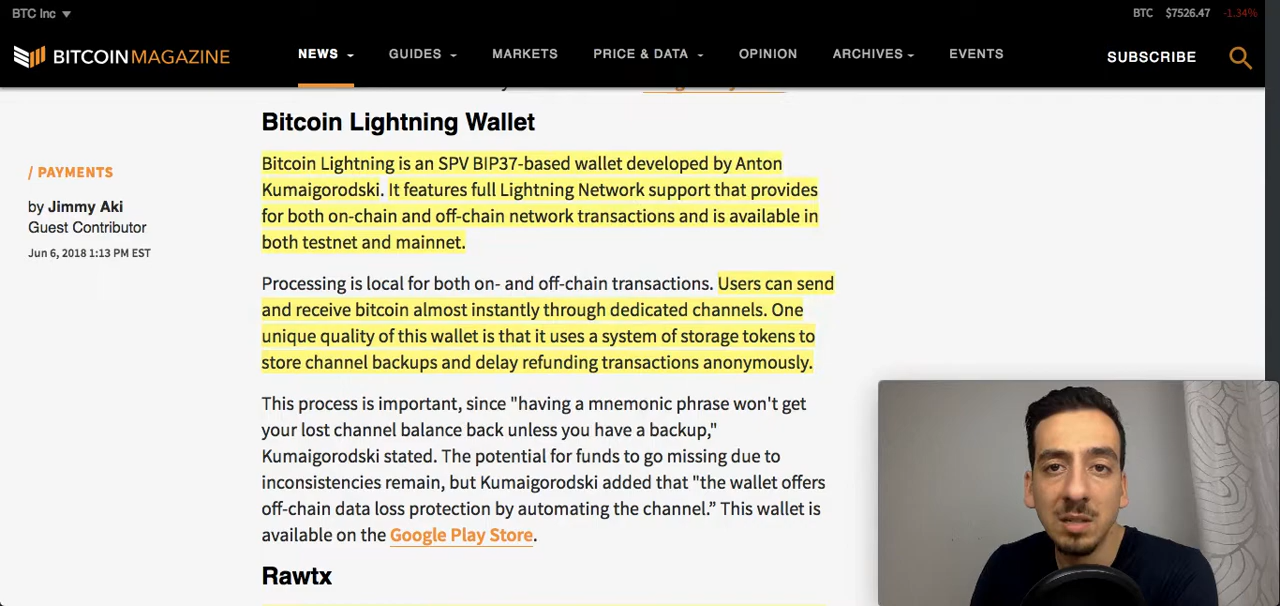 BTC Inc
BTC $7526.47 -1.34%
BITCOINMAGAZINE
NEWS GUIDES MARKETS PRICE & DATA OPINION ARCHIVES EVENTS SUBSCRIBE
Bitcoin Lightning Wallet
/ PAYMENTS
by Jimmy Aki
Guest Contributor
Jun 6, 2018 1:13 PM EST
Bitcoin Lightning is an SPV BIP37-based wallet developed by Anton
Kumaigorodski. It features full Lightning Network support that provides
for both on-chain and off-chain network transactions and is available in
both testnet and mainnet.
Processing is local for both on- and off-chain transactions. Users can send
and receive bitcoin almost instantly through dedicated channels. One
unique quality of this wallet is that it uses a system of storage tokens to
store channel backups and delay refunding transactions anonymously.
This process is important, since "having a mnemonic phrase won't get
your lost channel balance back unless you have a backup,"
Kumaigorodski stated. The potential for funds to go missing due to
inconsistencies remain, but Kumaigorodski added that "the wallet offers
off-chain data loss protection by automating the channel.” This wallet is
available on the Google Play Store.
Rawtx